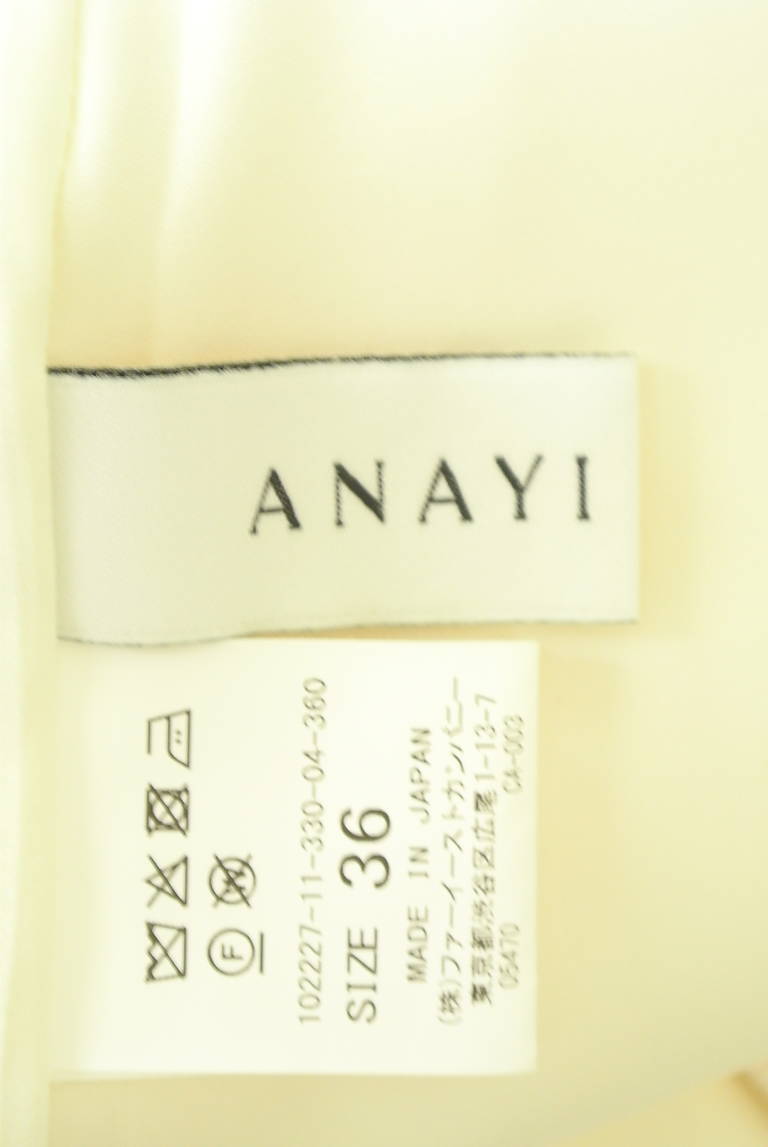 ANAYI
102227-11-330-04-360
SIZE 36
MADE IN JAPAN
(株)ファーイーストカンパニー
東京都渋谷区広尾1-13-7
05470 CA-003